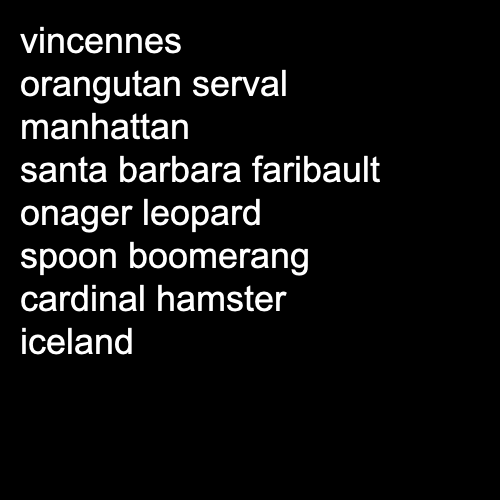 vincennes
orangutan serval
manhattan
santa barbara faribault
onager leopard
spoon boomerang
cardinal hamster
iceland